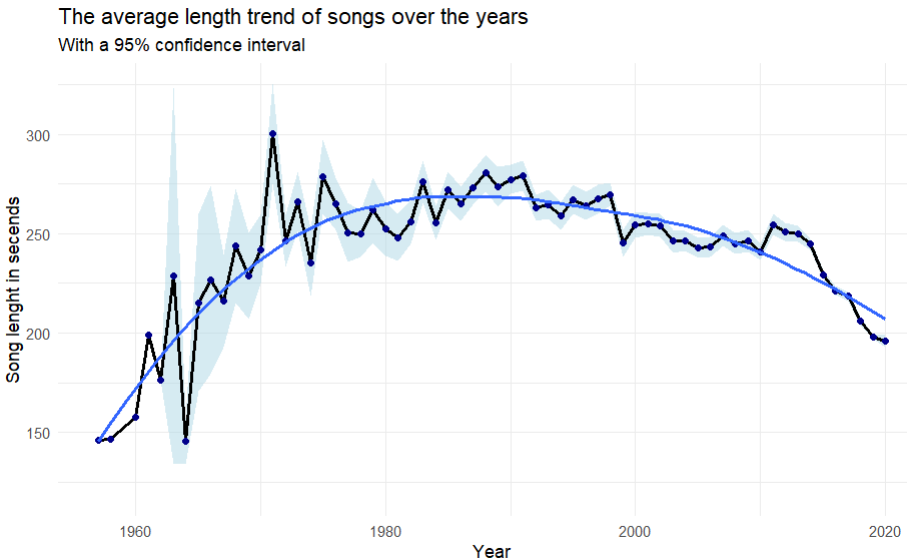 The average length trend of songs over the years
With a 95% confidence interval
300
250
200
150
Song lenght in secends
1960
1980
2000
2020
Year